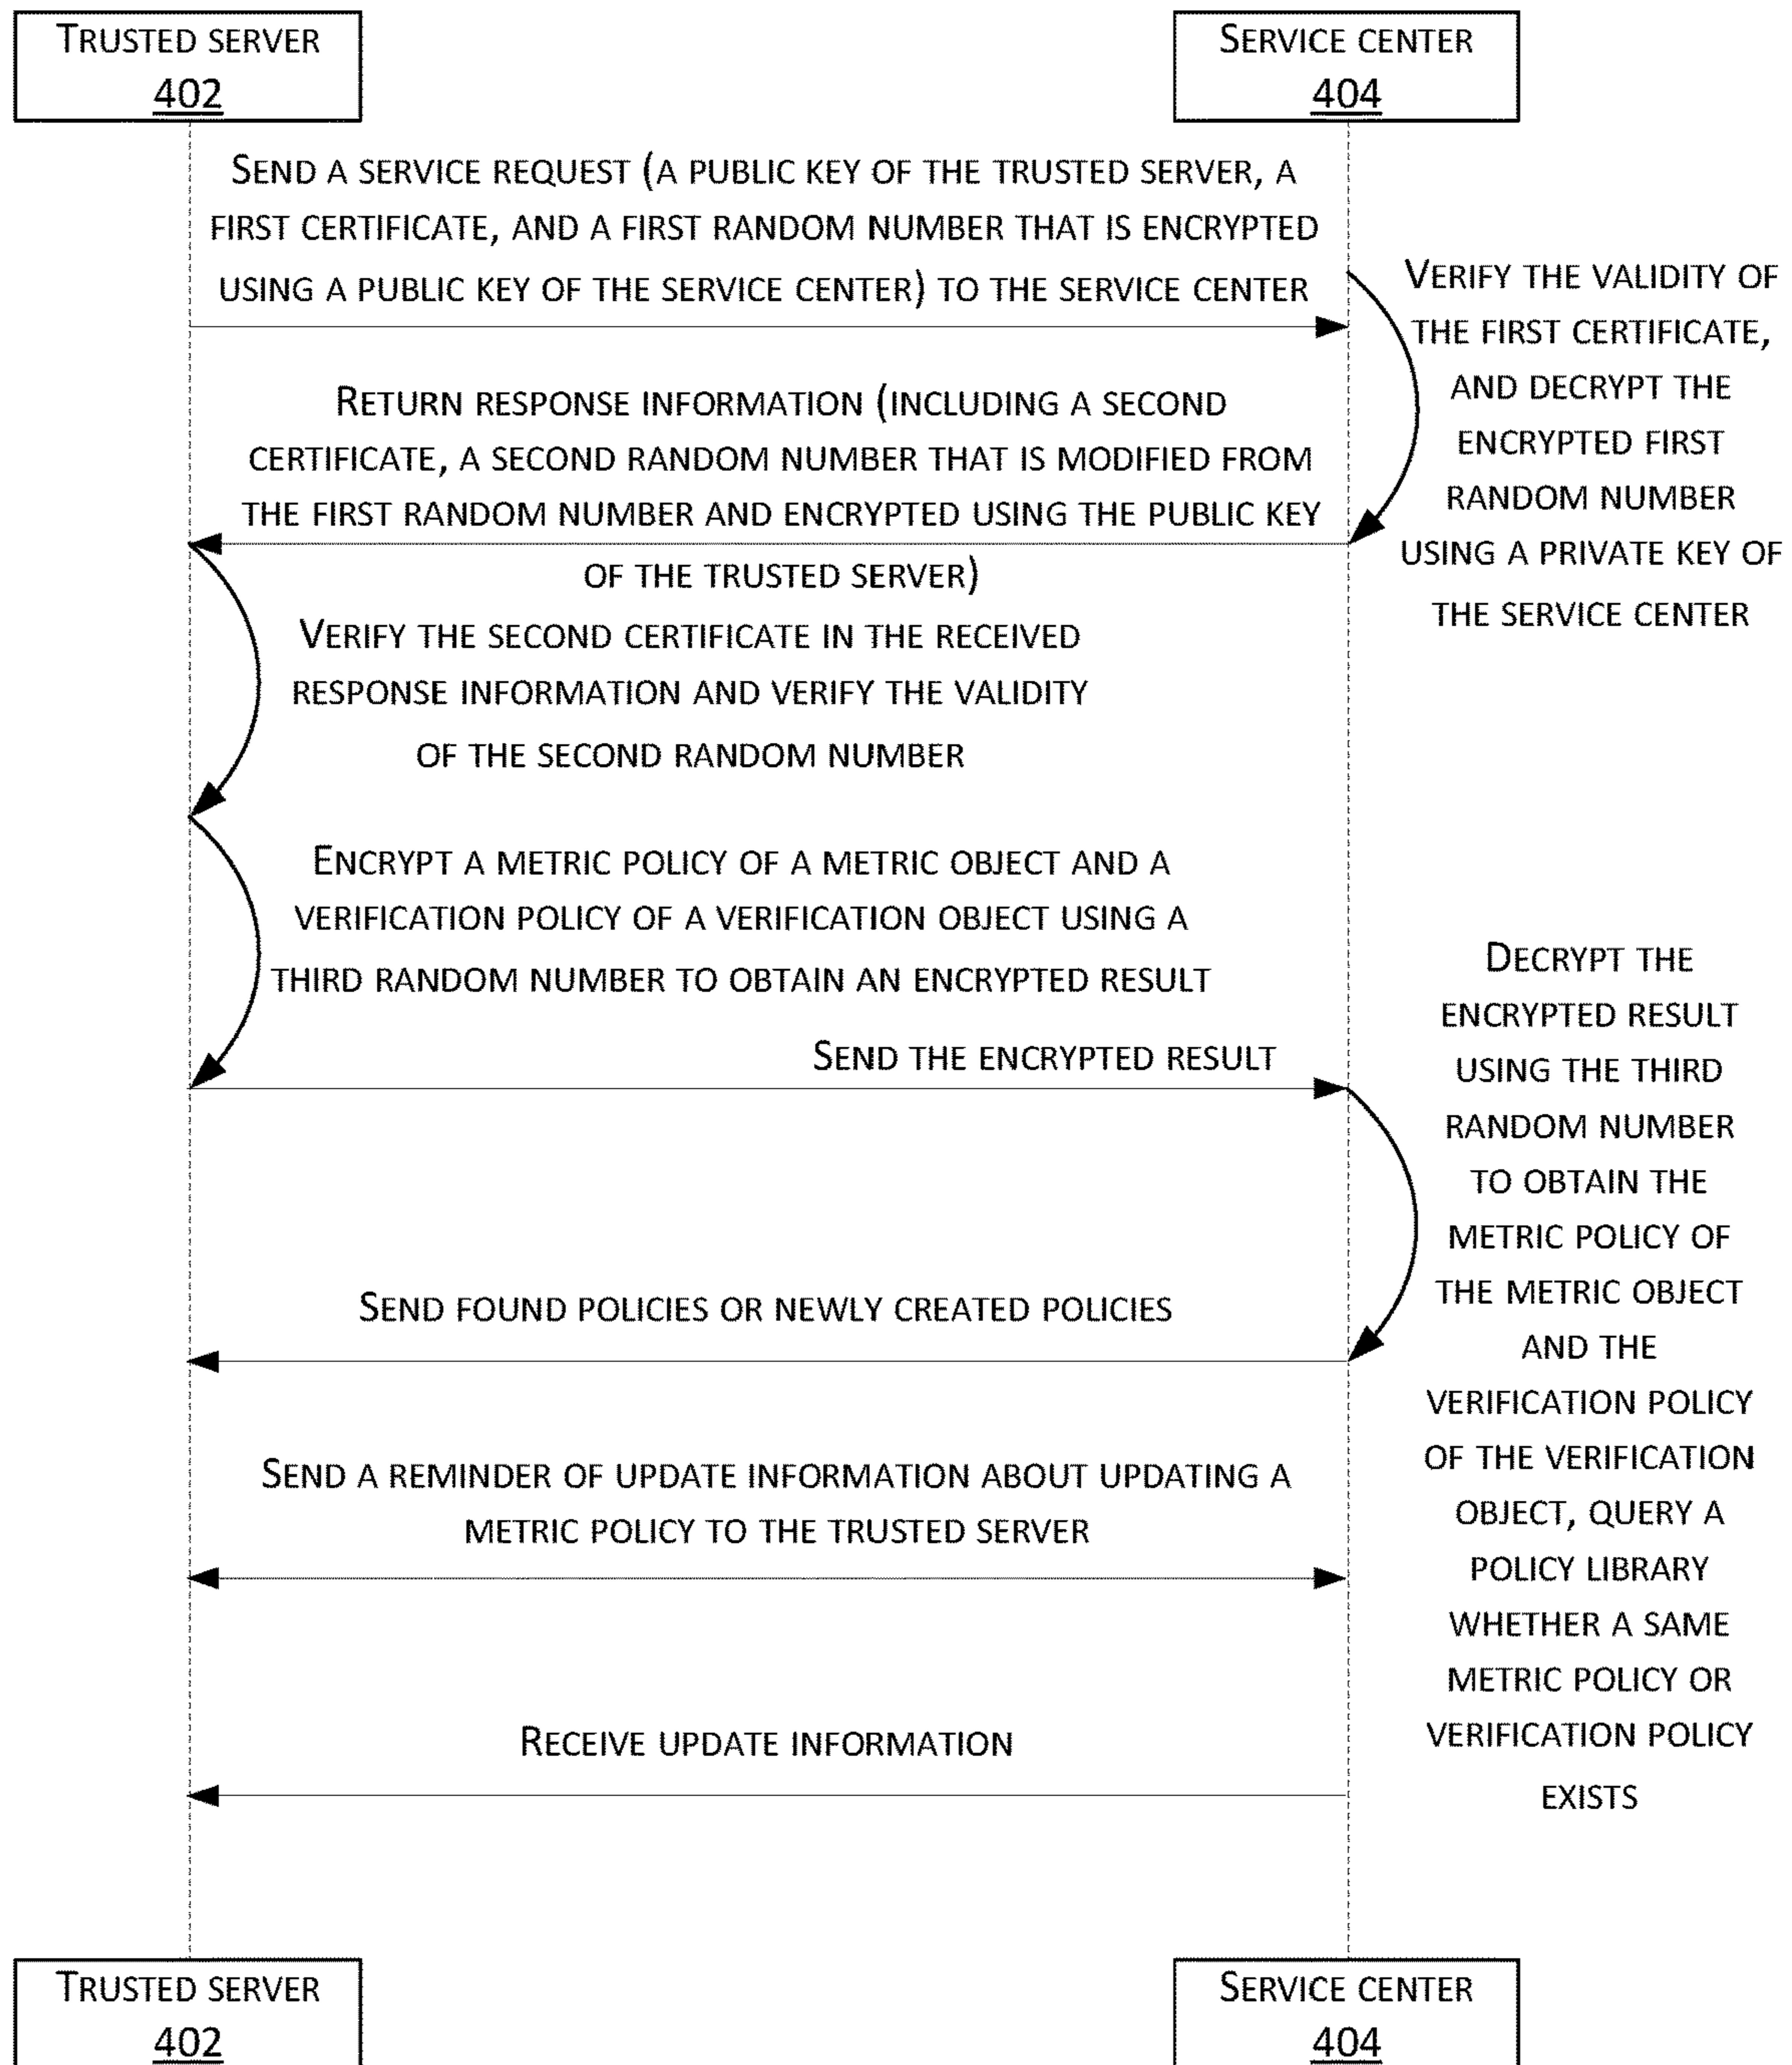 TRUSTED SERVER
402
SERVICE CENTER
404
SEND A SERVICE REQUEST (A PUBLIC KEY OF THE TRUSTED SERVER, A
FIRST CERTIFICATE, AND A FIRST RANDOM NUMBER THAT IS ENCRYPTED
USING A PUBLIC KEY OF THE SERVICE CENTER) TO THE SERVICE CENTER
VERIFY THE VALIDITY OF
THE FIRST CERTIFICATE,
AND DECRYPT THE
ENCRYPTED FIRST
RANDOM NUMBER
USING A PRIVATE KEY OF
THE SERVICE CENTER
RETURN RESPONSE INFORMATION (INCLUDING A SECOND
CERTIFICATE, A SECOND RANDOM NUMBER THAT IS MODIFIED FROM
THE FIRST RANDOM NUMBER AND ENCRYPTED USING THE PUBLIC KEY
OF THE TRUSTED SERVER)
VERIFY THE SECOND CERTIFICATE IN THE RECEIVED
RESPONSE INFORMATION AND VERIFY THE VALIDITY
OF THE SECOND RANDOM NUMBER
ENCRYPT A METRIC POLICY OF A METRIC OBJECT AND A
VERIFICATION POLICY OF A VERIFICATION OBJECT USING A
THIRD RANDOM NUMBER TO OBTAIN AN ENCRYPTED RESULT
SEND THE ENCRYPTED RESULT
DECRYPT THE
ENCRYPTED RESULT
USING THE THIRD
RANDOM NUMBER
TO OBTAIN THE
METRIC POLICY OF
THE METRIC OBJECT
AND THE
VERIFICATION POLICY
OF THE VERIFICATION
OBJECT, QUERY A
POLICY LIBRARY
WHETHER A SAME
METRIC POLICY OR
VERIFICATION POLICY
EXISTS
SEND FOUND POLICIES OR NEWLY CREATED POLICIES
SEND A REMINDER OF UPDATE INFORMATION ABOUT UPDATING A
METRIC POLICY TO THE TRUSTED SERVER
RECEIVE UPDATE INFORMATION
TRUSTED SERVER
402
SERVICE CENTER
404